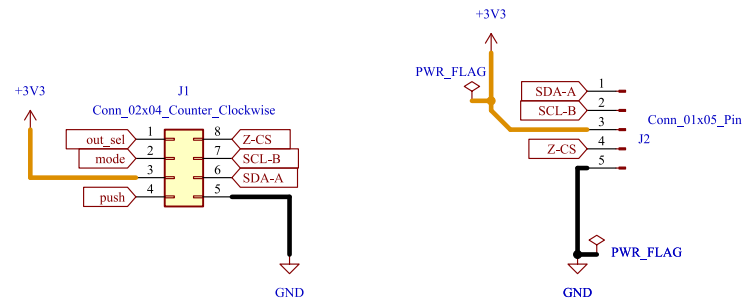 +3V3
J1
Conn_02x04_Counter_Clockwise
out_sel 1 8 Z-CS
mode 2 7 SCL-B
3 6 SDA-A
push 4 5
GND
+3V3
PWR_FLAG
SDA-A 1
SCL-B 2
3 Conn_01x05_Pin
J2
Z-CS 4
5
PWR_FLAG
GND